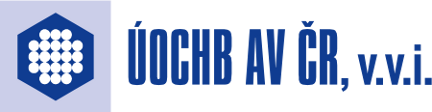 ÚOCHB AV ČR, v.v.i.